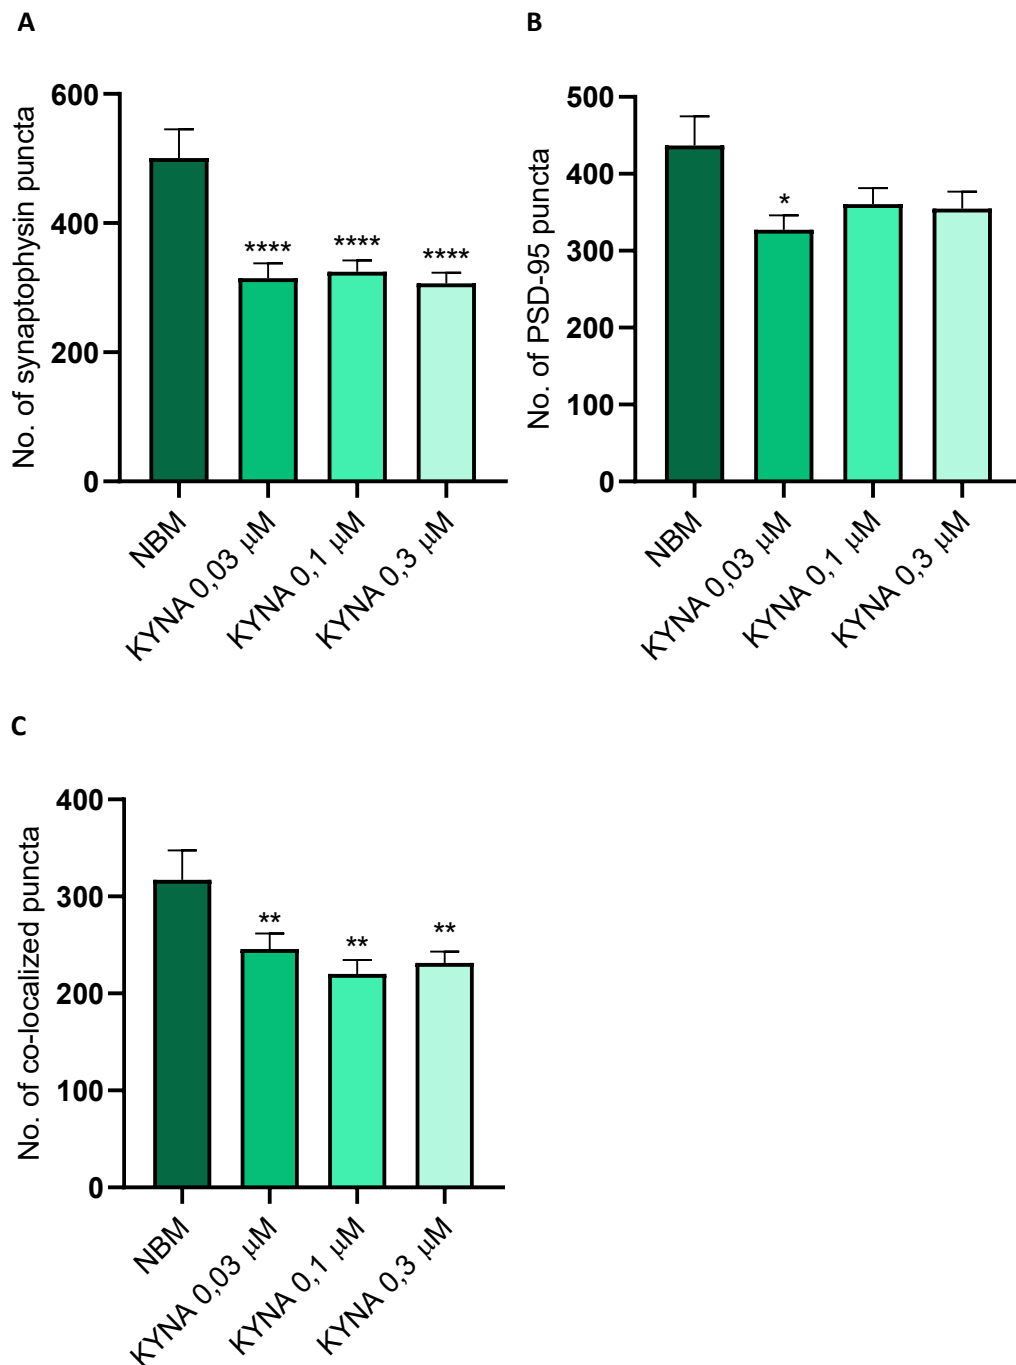 A
No. of synaptophysin puncta
600
400
200
0
****
****
****
NBM
KYNA 0,03 µM
KYNA 0,1 µM
KYNA 0,3 µM
B
No. of PSD-95 puncta
500
400
300
200
100
0
*
NBM
KYNA 0,03 µM
KYNA 0,1 µM
KYNA 0,3 µM
C
No. of co-localized puncta
400
300
200
100
0
**
**
**
NBM
KYNA 0,03 µM
KYNA 0,1 µM
KYNA 0,3 µM